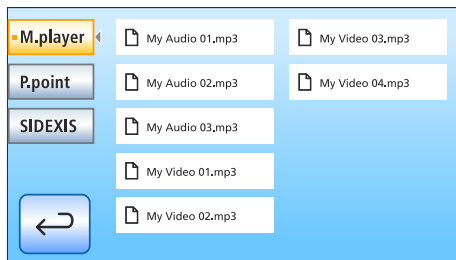 M.player
P.point
SIDEXIS
My Audio 01.mp3
My Audio 02.mp3
My Audio 03.mp3
My Video 01.mp3
My Video 02.mp3
My Video 03.mp3
My Video 04.mp3